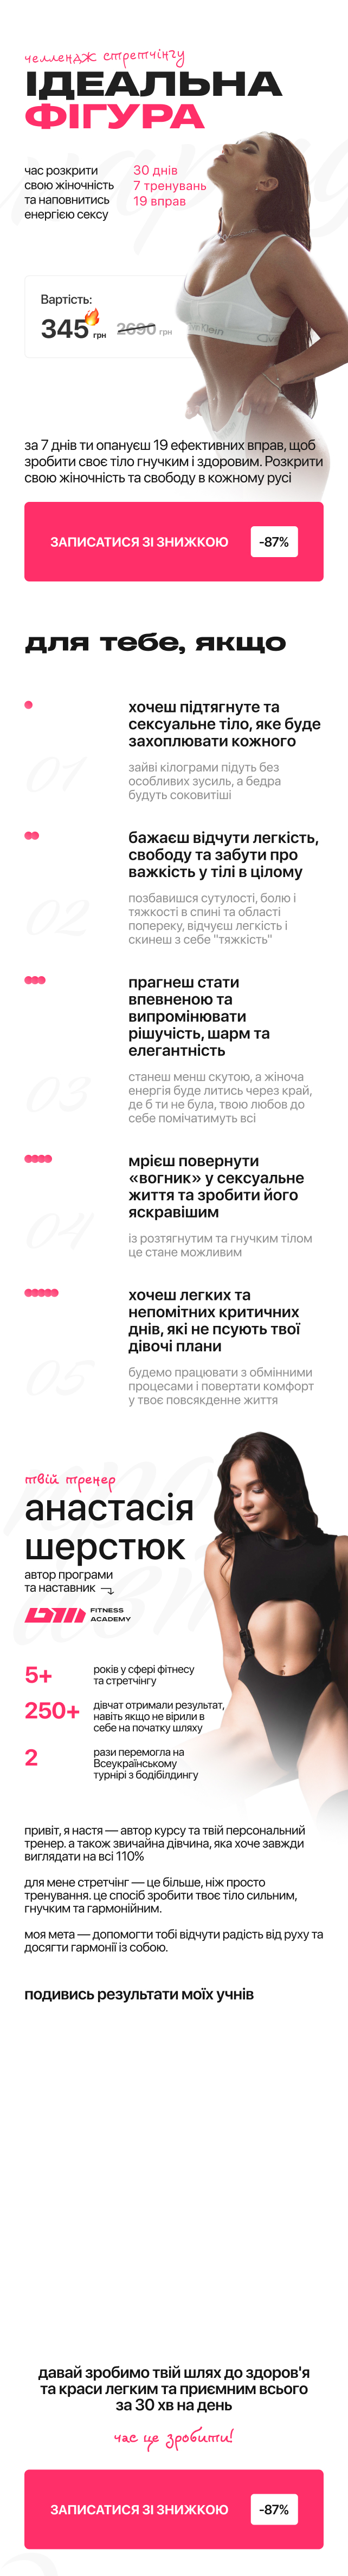 челлендж стретчінгу
ІДЕАЛЬНА
ФІГУРА
час розкрити
свою жіночність
та наповнитись
енергією сексу
30 днів
7 тренувань
19 вправ
Вартість:
345 грн 2690 грн
за 7 днів ти опануєш 19 ефективних вправ, щоб
зробити своє тіло гнучким і здоровим. Розкрити
свою жіночність та свободу в кожному русі
ЗАПИСАТИСЯ ЗІ ЗНИЖКОЮ -87%
для тебе, якщо
01
хочеш підтягнуте та
сексуальне тіло, яке буде
захоплювати кожного
зайві кілограми підуть без
особливих зусиль, а бедра
будуть соковитіші
02
бажаєш відчути легкість,
свободу та забути про
важкість у тілі в цілому
позбавишся сутулості, болю і
тяжкості в спині та області
попереку, відчуєш легкість і
скинеш з себе "тяжкість"
03
прагнеш стати
впевненою та
випромінювати
рішучість, шарм та
елегантність
станеш менш скутою, а жіноча
енергія буде литись через край,
де б ти не була, твою любов до
себе помічатимуть всі
04
мрієш повернути
«вогник» у сексуальне
життя та зробити його
яскравішим
із розтягнутим та гнучким тілом
це стане можливим
05
хочеш легких та
непомітних критичних
днів, які не псують твої
дівочі плани
будемо працювати з обмінними
процесами і повертати комфорт
у твоє повсякденне життя
твій тренер
анастасія
шерстюк
автор програми
та наставник
FITNESS
ACADEMY
5+
років у сфері фітнесу
та стретчінгу
250+
дівчат отримали результат,
навіть якщо не вірили в
себе на початку шляху
2
рази перемогла на
Всеукраїнському
турнірі з бодібілдингу
привіт, я настя — автор курсу та твій персональний
тренер. а також звичайна дівчина, яка хоче завжди
виглядати на всі 110%
для мене стретчінг — це більше, ніж просто
тренування. це спосіб зробити твоє тіло сильним,
гнучким та гармонійним.
моя мета — допомогти тобі відчути радість від руху та
досягти гармонії із собою.
подивись результати моїх учнів
давай зробимо твій шлях до здоров'я
та краси легким та приємним всього
за 30 хв на день
час це зробити!
ЗАПИСАТИСЯ ЗІ ЗНИЖКОЮ -87%